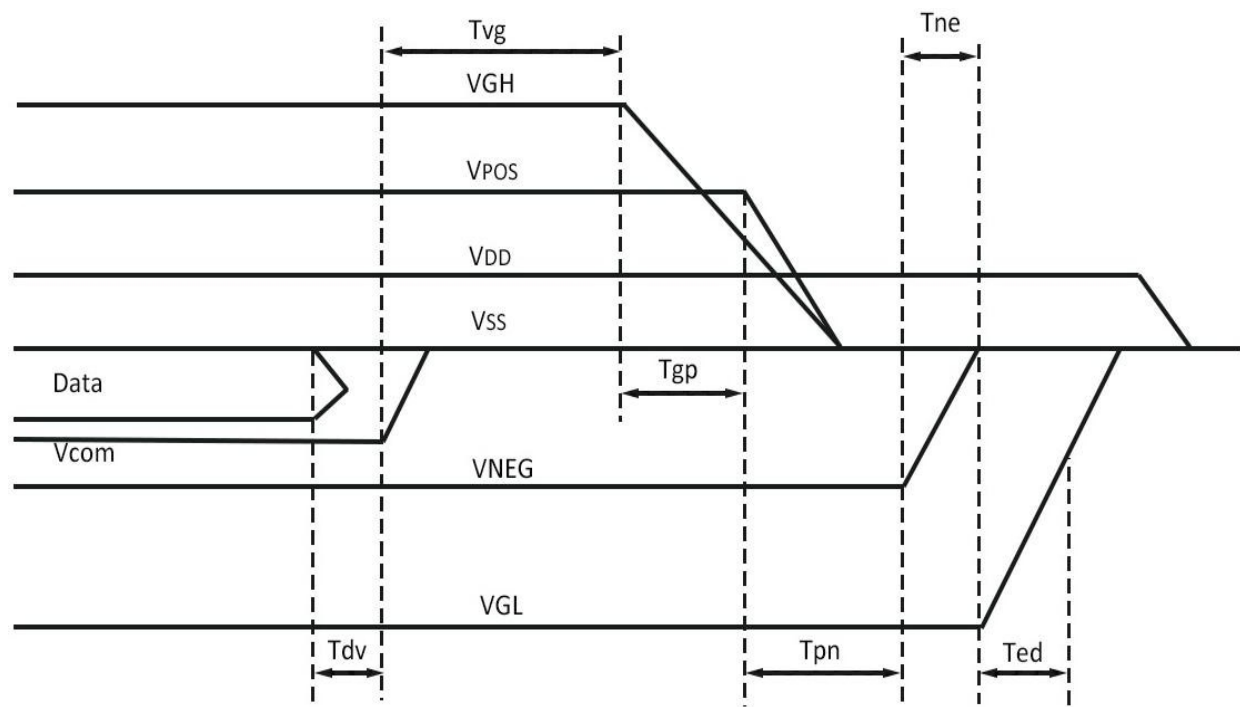 Tvg
Tne
VGH
VPOS
VDD
VSS
Tgp
Data
Vcom
VNEG
VGL
Tdv
Tpn
Ted